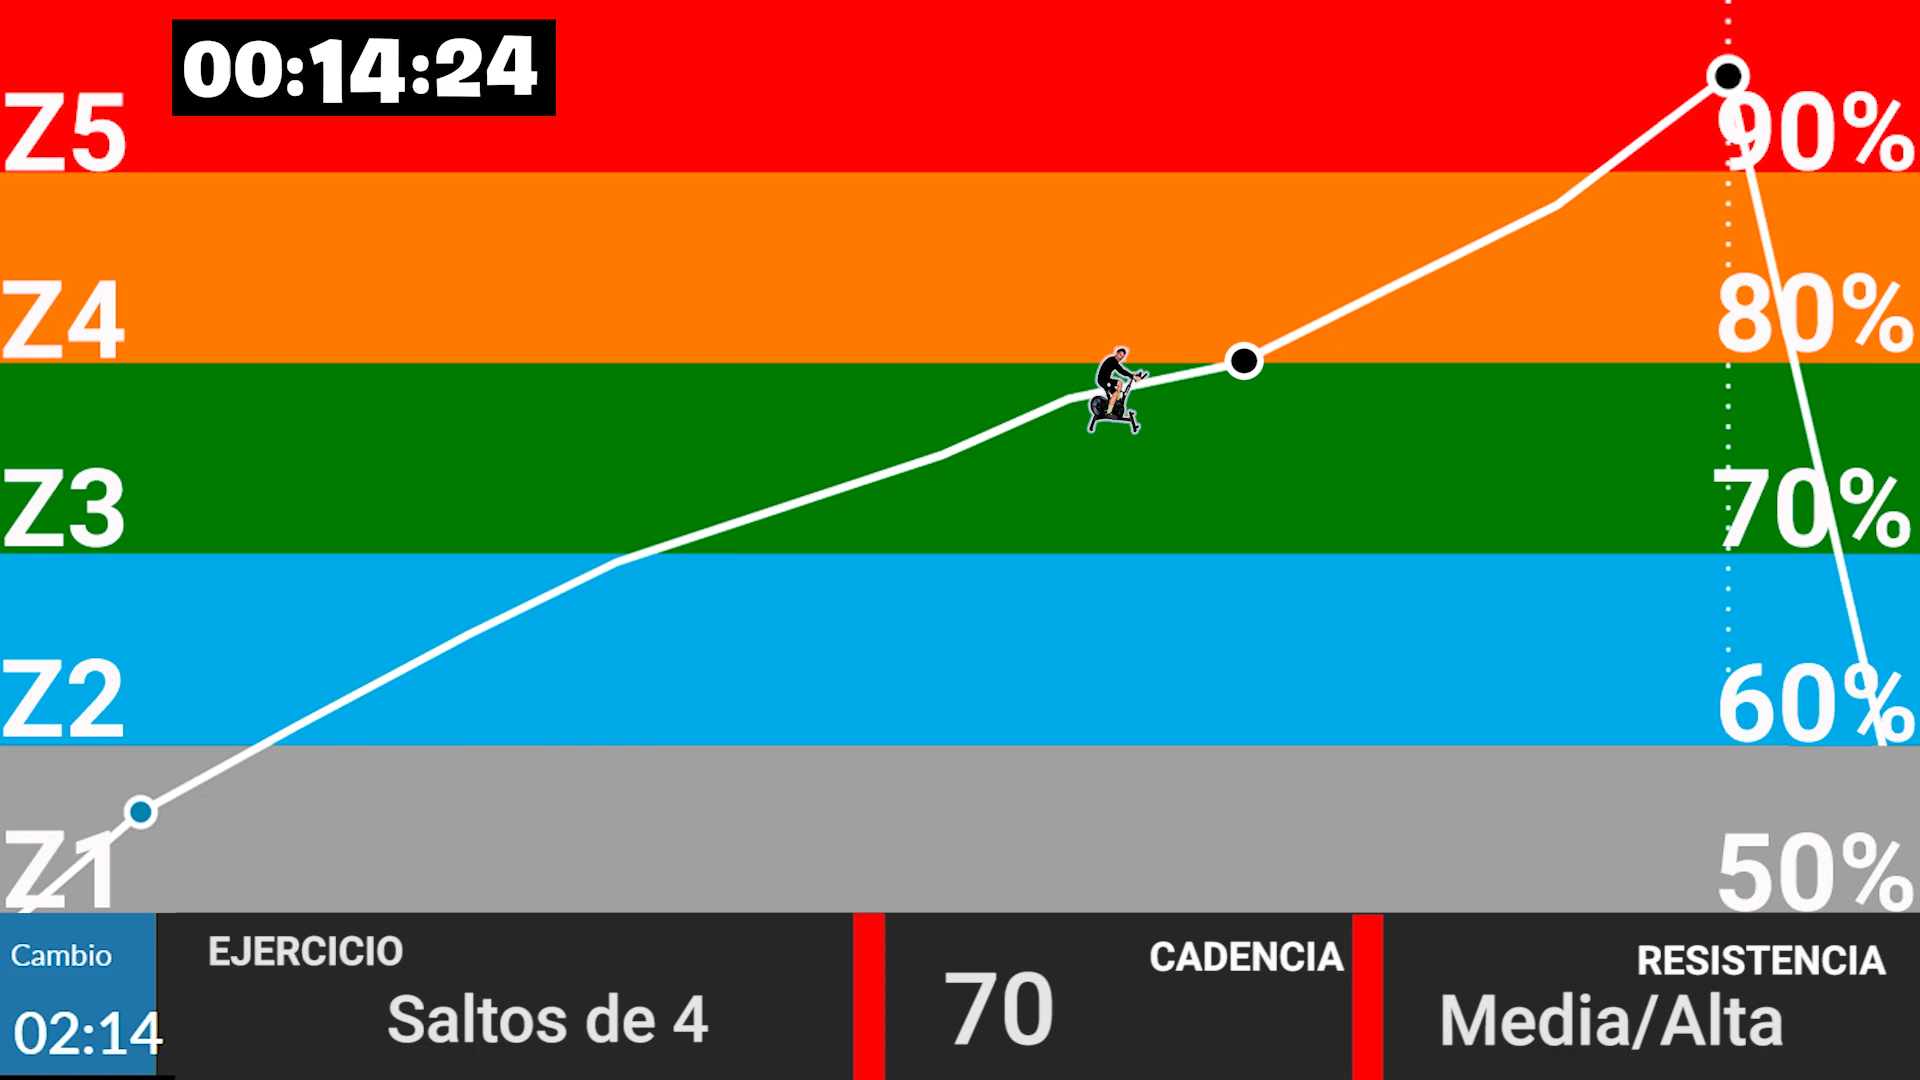 00:14:24
Z5 90%
Z4 80%
Z3 70%
Z2 60%
Z1 50%
Cambio
02:14
EJERCICIO
Saltos de 4
CADENCIA
70
RESISTENCIA
Media/Alta